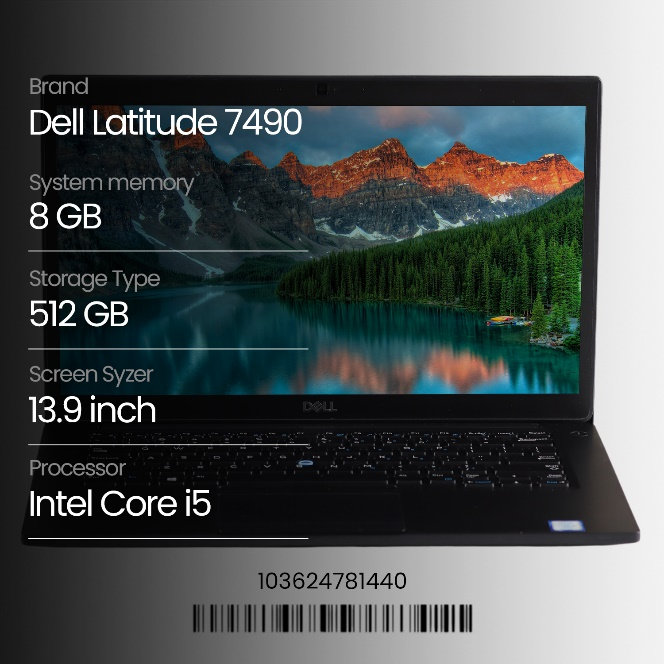 Brand
Dell Latitude 7490
System memory
8 GB
Storage Type
512 GB
Screen Syzer
13.9 inch
DELL
Processor
Intel Core i5
103624781440